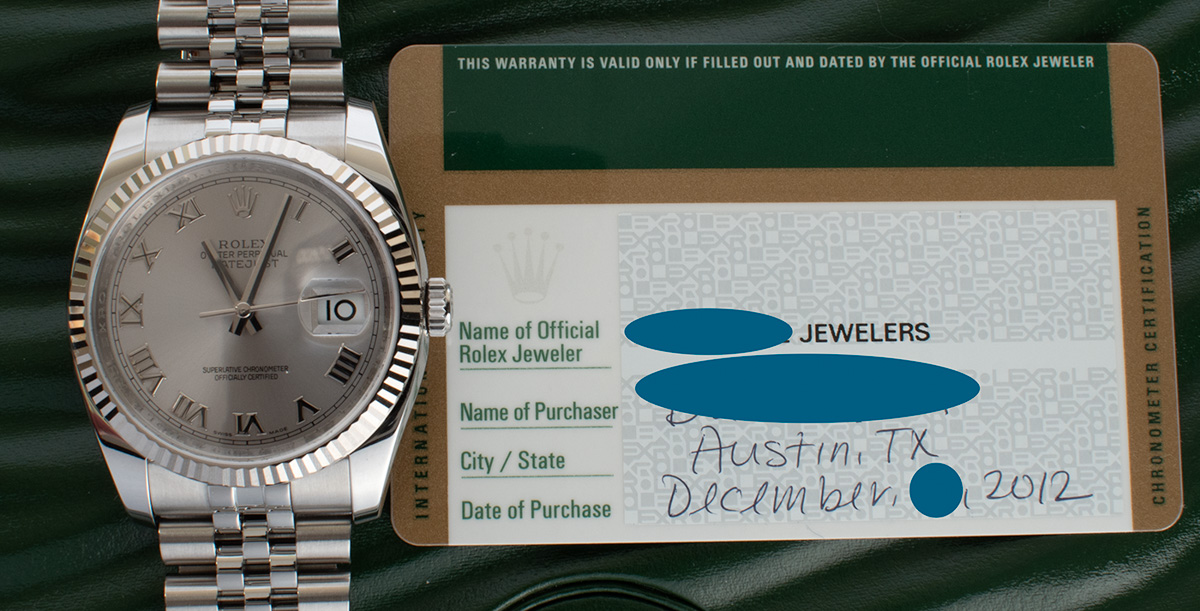 ROLEX
OYSTER PERPETUAL
DATEJUST
10
SUPERLATIVE CHRONOMETER
OFFICIALLY CERTIFIED
SWISS MADE
THIS WARRANTY IS VALID ONLY IF FILLED OUT AND DATED BY THE OFFICIAL ROLEX JEWELER
Name of Official
Rolex Jeweler
JEWELERS
Name of Purchaser
City / State
Austin, TX
Date of Purchase
December, , 2012
CHRONOMETER CERTIFICATION